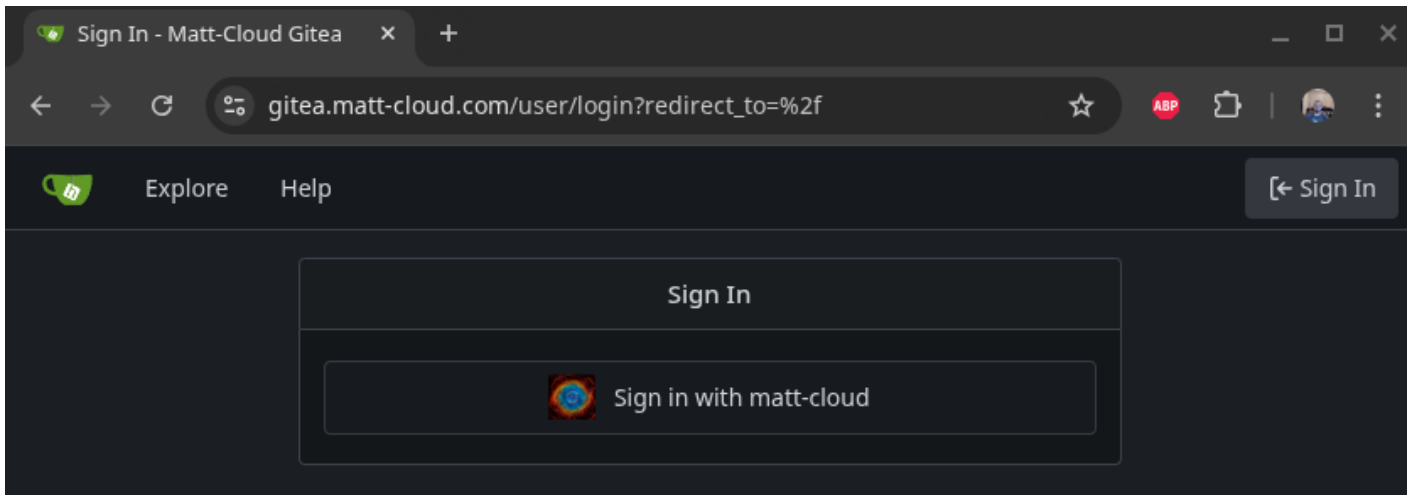 Sign In - Matt-Cloud Gitea
gitea.matt-cloud.com/user/login?redirect_to=%2f
ABP
Explore Help Sign In
Sign In
Sign in with matt-cloud